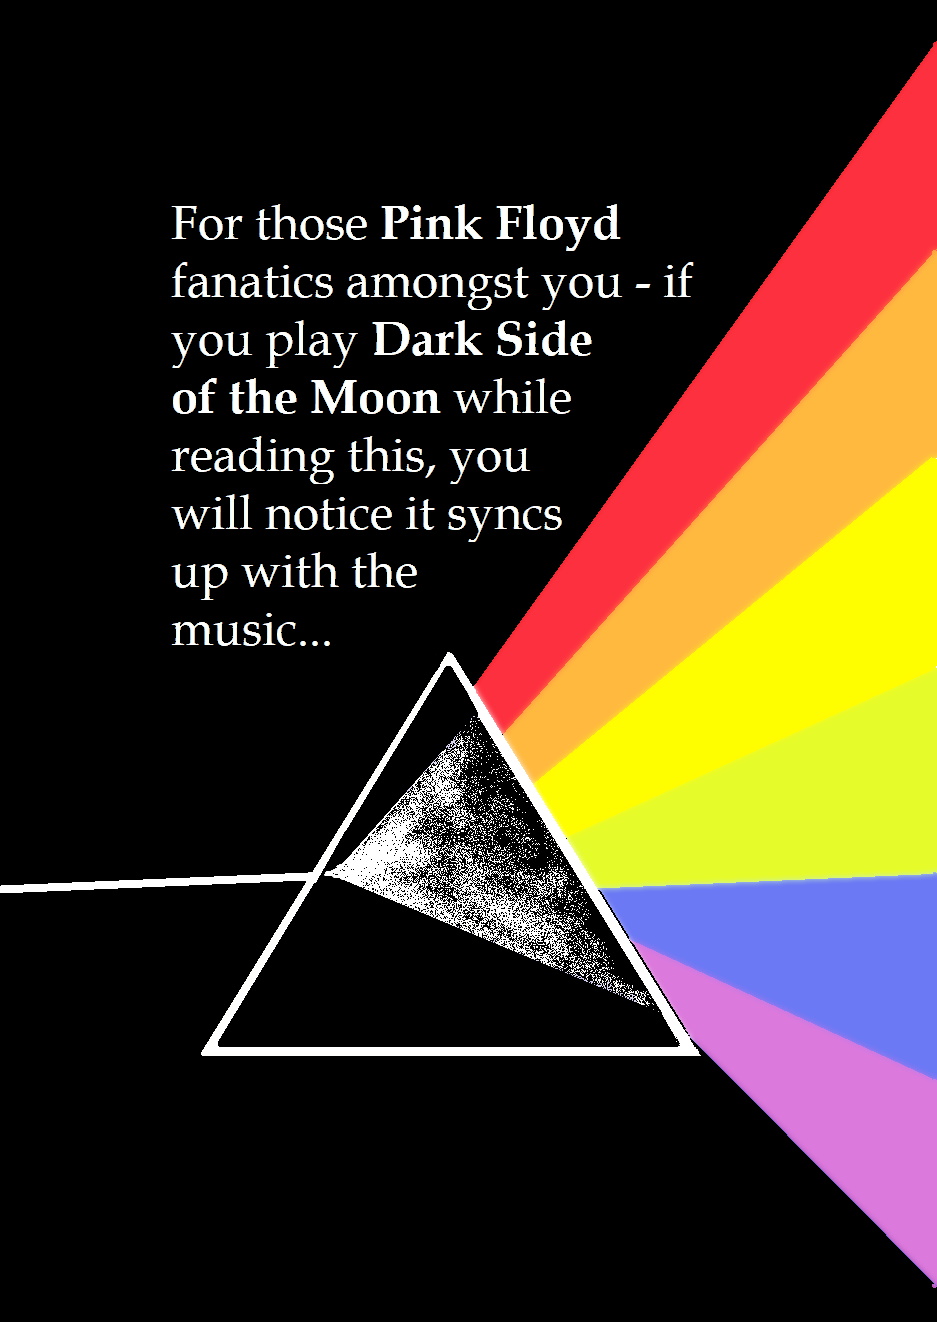 For those Pink Floyd
fanatics amongst you - if
you play Dark Side
of the Moon while
reading this, you
will notice it syncs
up with the
music...